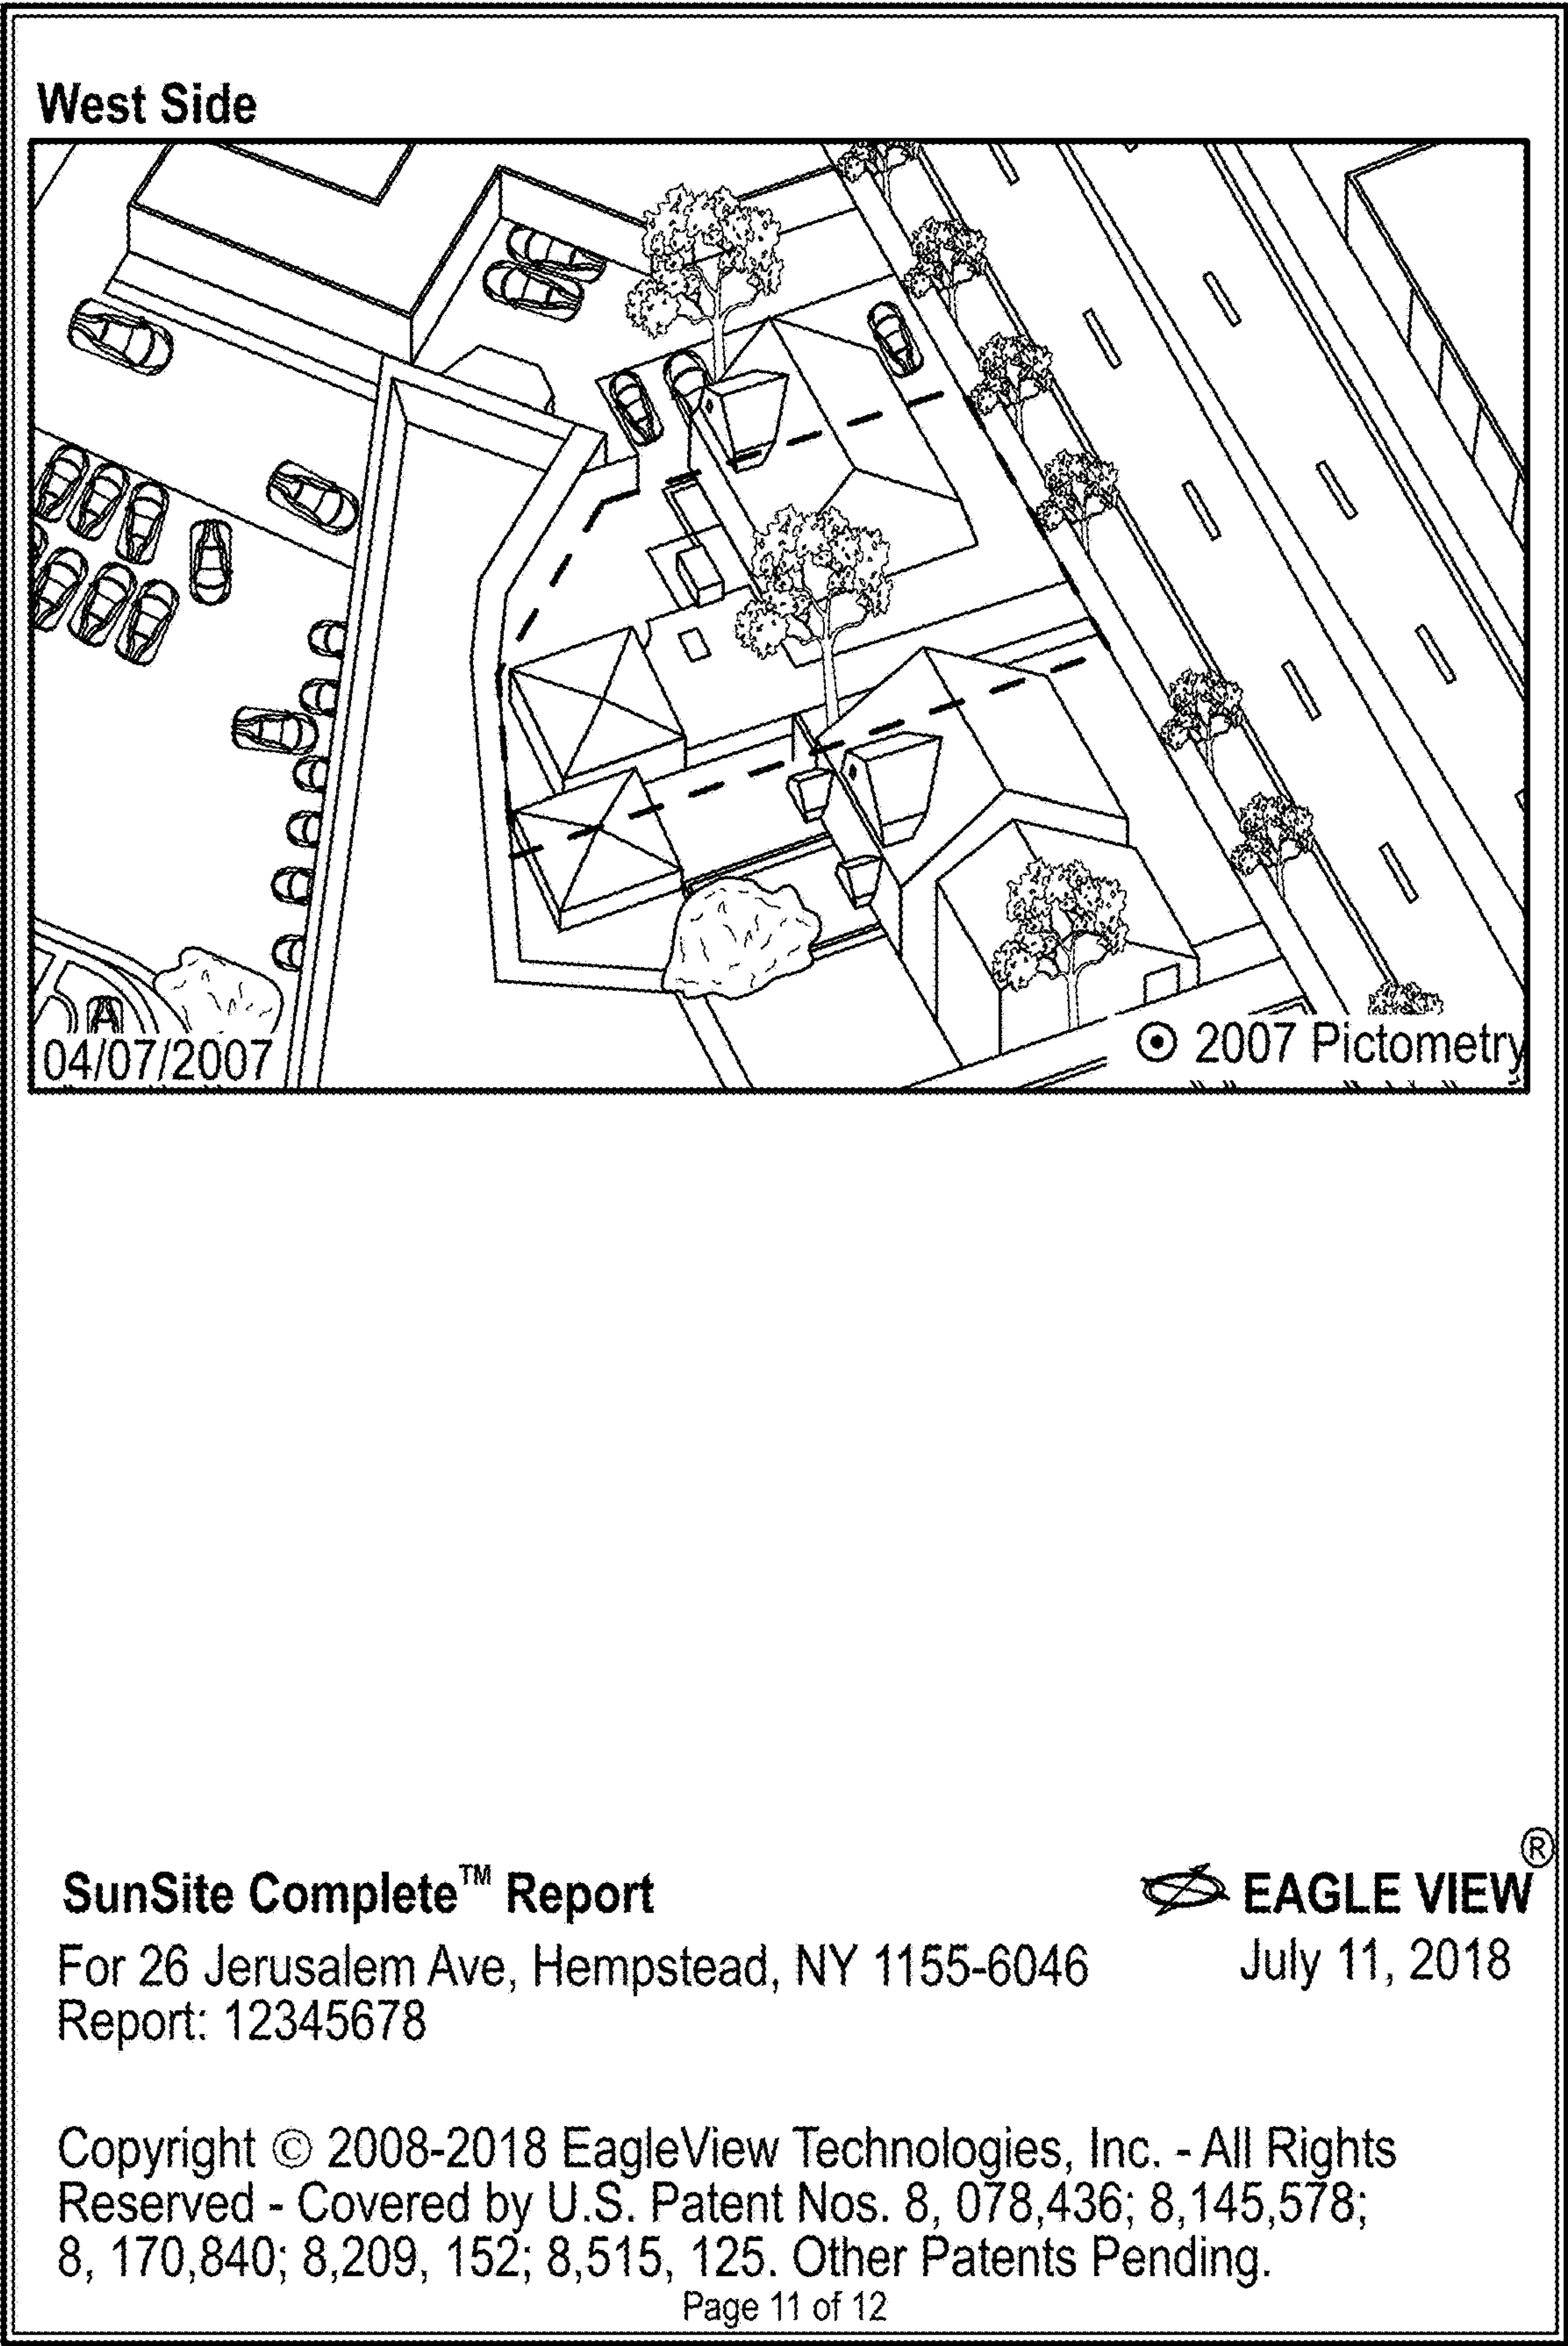 West Side
04/07/2007
⊙ 2007 Pictometry
SunSite Complete™ Report
EAGLE VIEW®
For 26 Jerusalem Ave, Hempstead, NY 1155-6046
July 11, 2018
Report: 12345678
Copyright © 2008-2018 EagleView Technologies, Inc. - All Rights
Reserved - Covered by U.S. Patent Nos. 8, 078,436; 8,145,578;
8, 170,840; 8,209, 152; 8,515, 125. Other Patents Pending.
Page 11 of 12